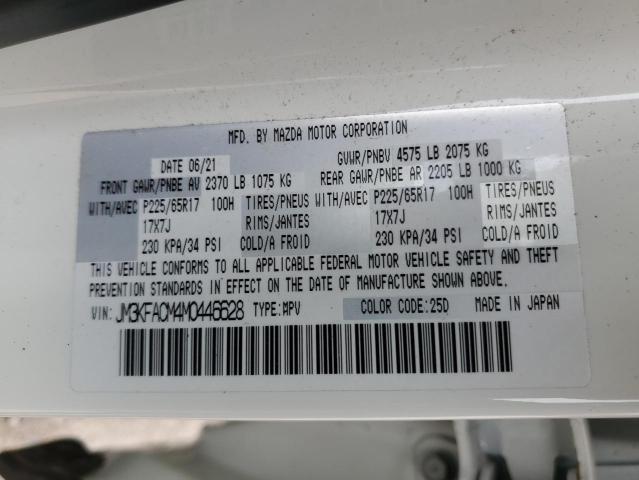 MFD. BY MAZDA MOTOR CORPORATION
DATE 06/21 GVWR/PNBV 4575 LB 2075 KG
FRONT GAWR/PNBE AV 2370 LB 1075 KG REAR GAWR/PNBE AR 2205 LB 1000 KG
WITH/AVEC P225/65R17 100H TIRES/PNEUS WITH/AVEC P225/65R17 100H TIRES/PNEUS
17X7J RIMS/JANTES 17X7J RIMS/JANTES
230 KPA/34 PSI COLD/A FROID 230 KPA/34 PSI COLD/A FROID
THIS VEHICLE CONFORMS TO ALL APPLICABLE FEDERAL MOTOR VEHICLE SAFETY AND THEFT
PREVENTION STANDARDS IN EFFECT ON THE DATE OF MANUFACTURE SHOWN ABOVE.
VIN: JM3KFACM4M0446628 TYPE:MPV COLOR CODE:25D MADE IN JAPAN